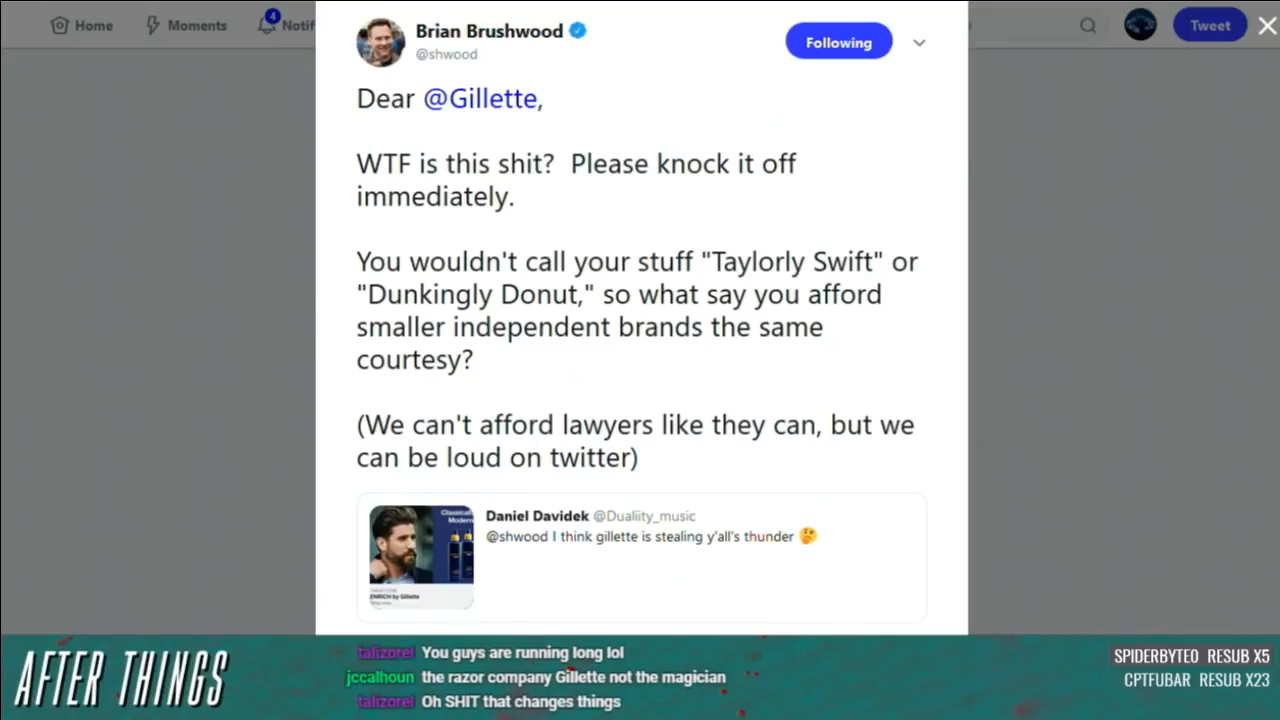 Home
Moments
4
Notif
Tweet
Brian Brushwood
@shwood
Following
Dear @Gillette,
WTF is this shit? Please knock it off
immediately.
You wouldn't call your stuff "Taylorly Swift" or
"Dunkingly Donut," so what say you afford
smaller independent brands the same
courtesy?
(We can't afford lawyers like they can, but we
can be loud on twitter)
Classicall
Modern
ENRICH by Gillette
Daniel Davidek @Dualiity_music
@shwood I think gillette is stealing y'all's thunder 🤔
AFTER THINGS
talizorel You guys are running long lol
jccalhoun the razor company Gillette not the magician
talizorel Oh SHIT that changes things
SPIDERBYTE0 RESUB X5
CPTFUBAR RESUB X23